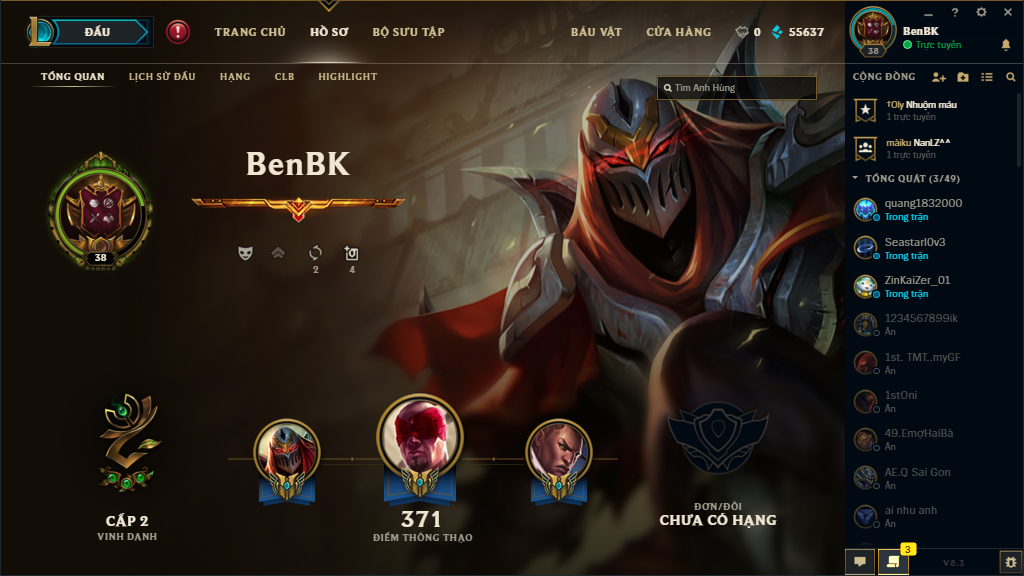 ĐẤU
TRANG CHỦ
HỒ SƠ
BỘ SƯU TẬP
BÁU VẬT
CỬA HÀNG
0
55637
BenBK
Trực tuyến
38
TỔNG QUAN
LỊCH SỬ ĐẤU
HẠNG
CLB
HIGHLIGHT
Tìm Anh Hùng
CỘNG ĐỒNG
†Oly Nhuộm máu
1 trực tuyến
màiku NanLZ^^
1 trực tuyến
TỔNG QUÁT (3/49)
quang1832000
Trong trận
Seastarl0v3
Trong trận
ZinKaiZer_01
Trong trận
1234567899ik
Ẩn
1st. TMT..myGF
Ẩn
1stOni
Ẩn
49.EmợHaiBà
Ẩn
AE.Q Sai Gon
Ẩn
ai nhu anh
Ẩn
BenBK
38
2
4
CẤP 2
VINH DANH
371
ĐIỂM THÔNG THẠO
ĐƠN/ĐÔI
CHƯA CÓ HẠNG
3
V8.3